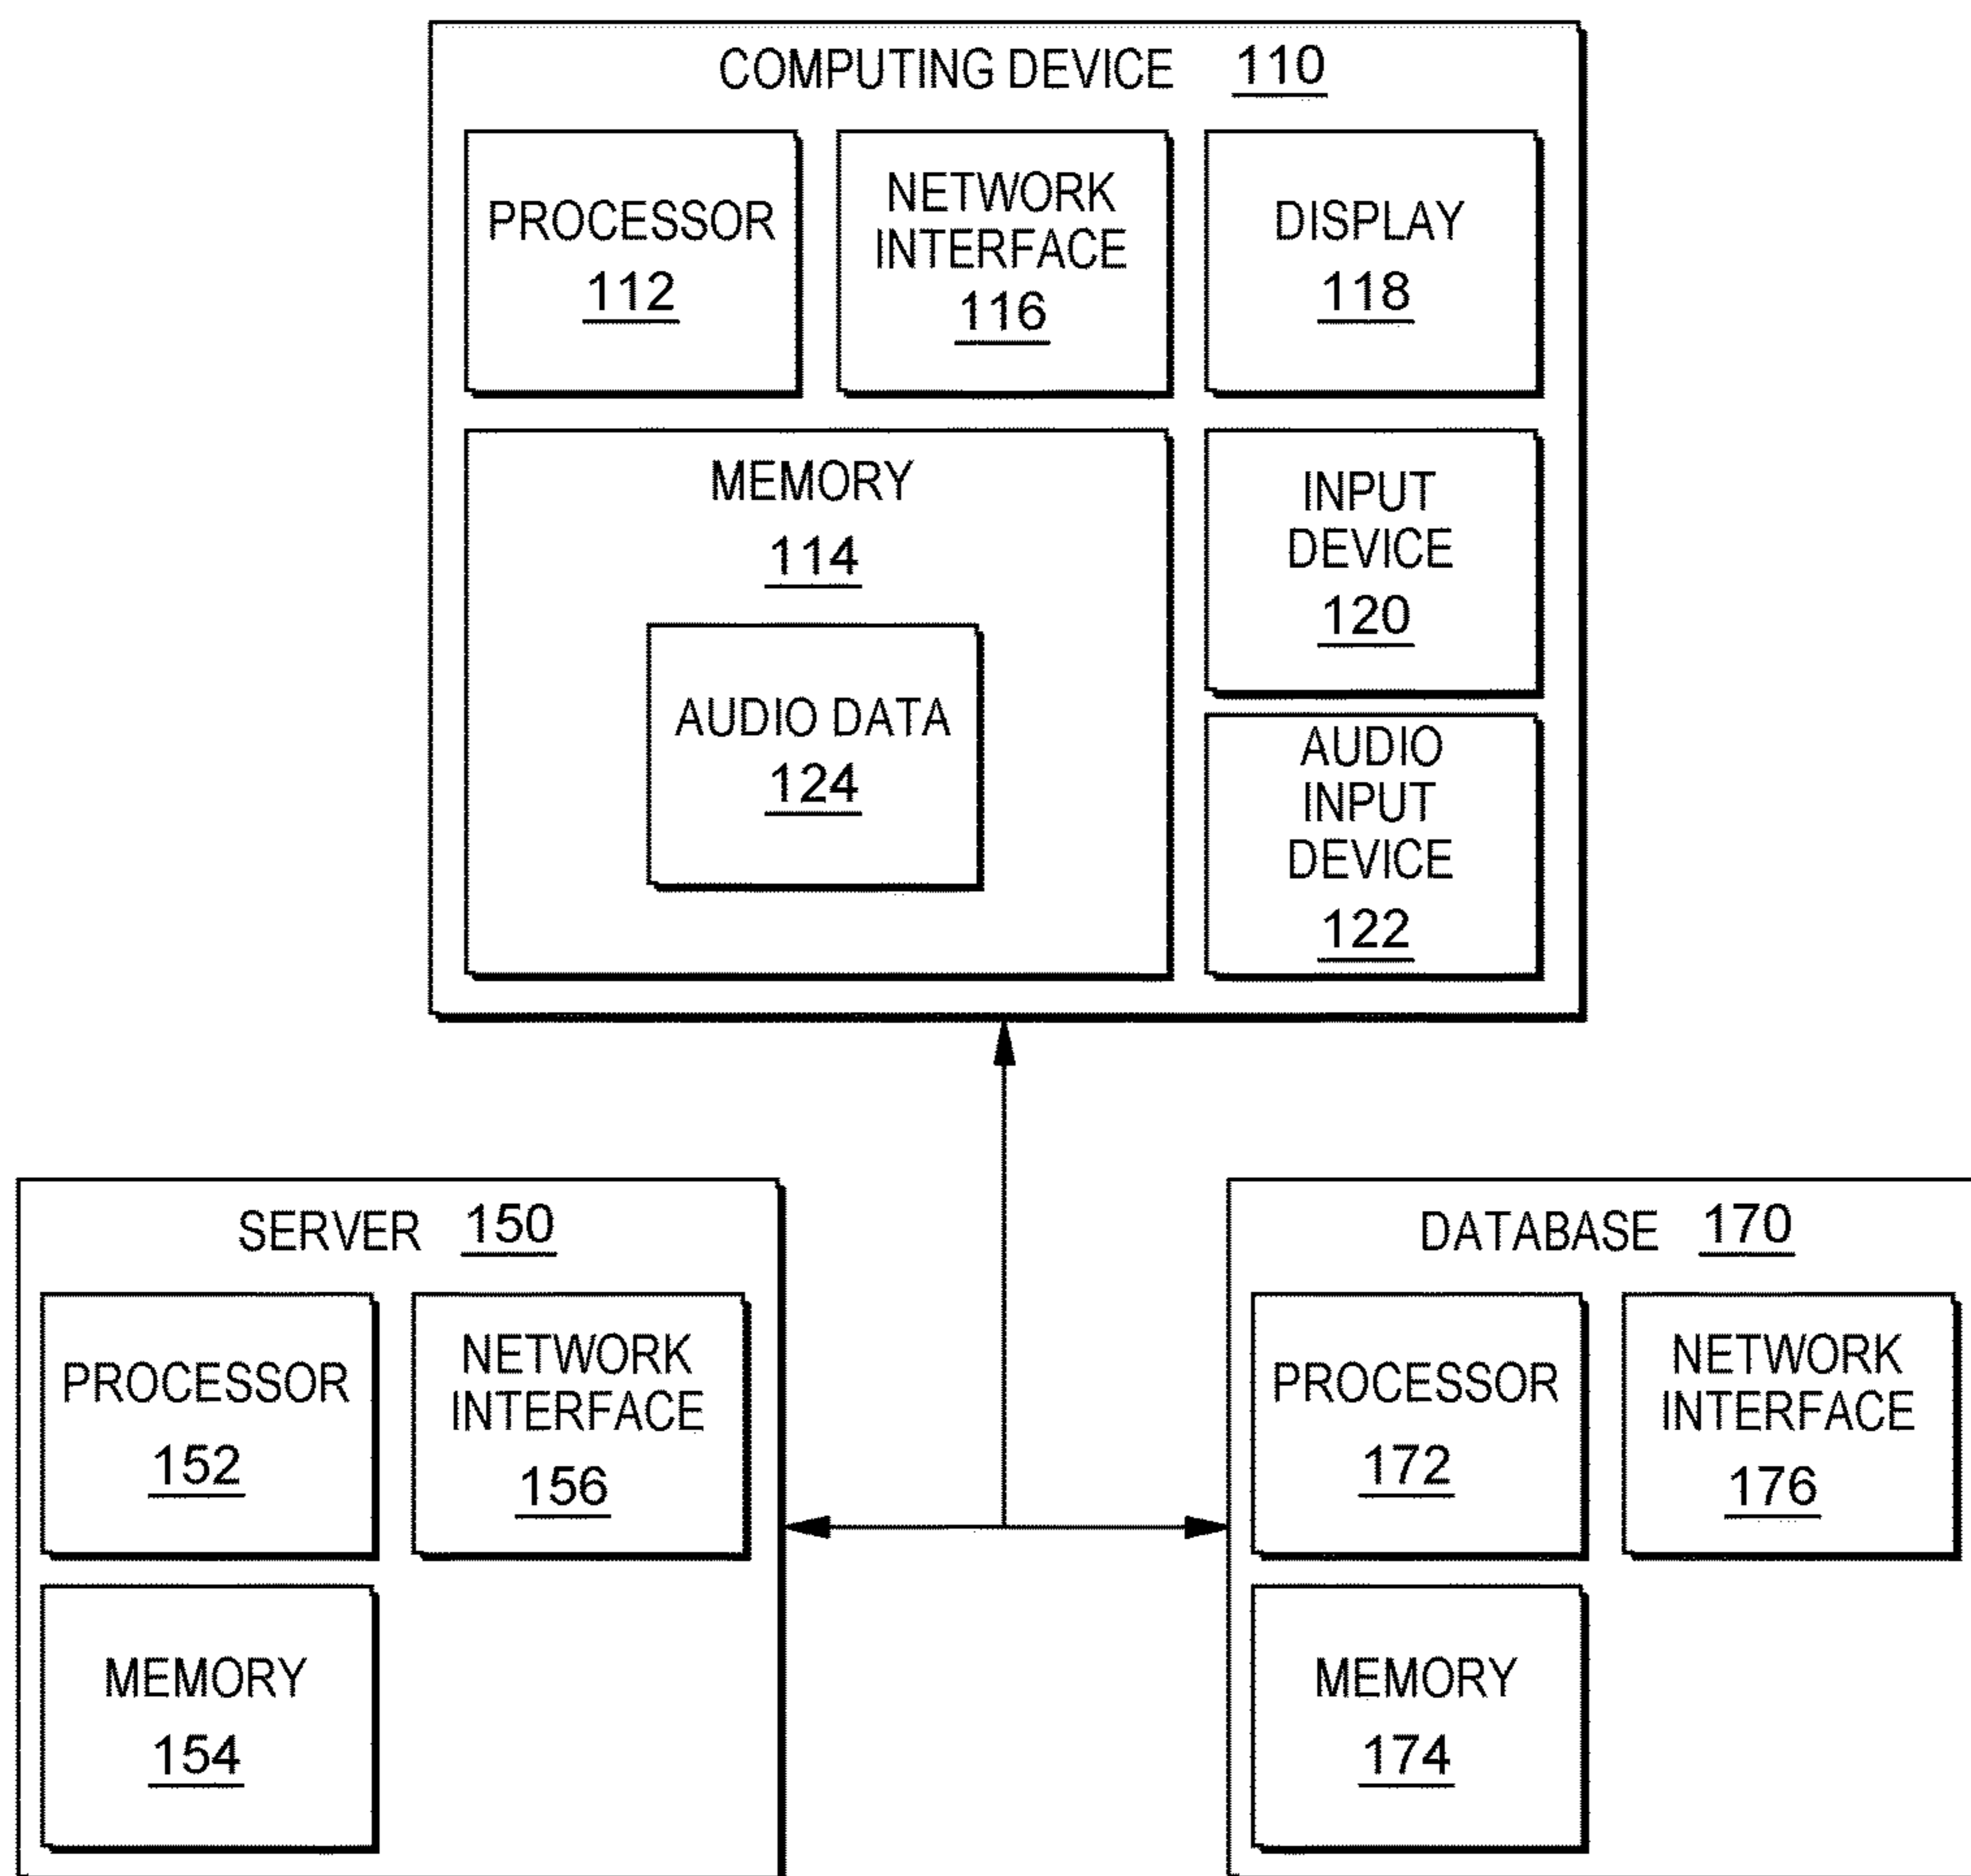 COMPUTING DEVICE 110
PROCESSOR
112
NETWORK
INTERFACE
116
DISPLAY
118
MEMORY
114
AUDIO DATA
124
INPUT
DEVICE
120
AUDIO
INPUT
DEVICE
122
SERVER 150
PROCESSOR
152
NETWORK
INTERFACE
156
MEMORY
154
DATABASE 170
PROCESSOR
172
NETWORK
INTERFACE
176
MEMORY
174